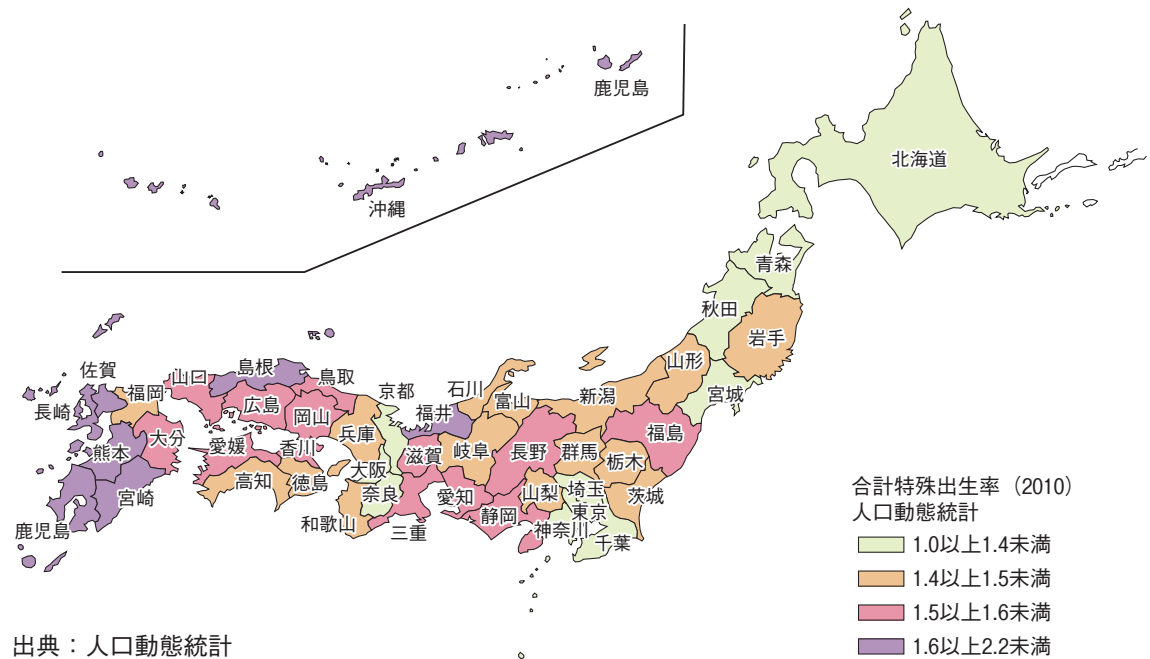 鹿児島
沖縄
北海道
青森
秋田
岩手
山形
宮城
新潟
福島
佐賀
福岡
長崎
熊本
大分
宮崎
鹿児島
山口
島根
鳥取
広島
岡山
愛媛
香川
高知
徳島
京都
兵庫
大阪
奈良
和歌山
石川
富山
福井
滋賀
岐阜
三重
愛知
静岡
長野
山梨
群馬
栃木
茨城
埼玉
東京
神奈川
千葉
合計特殊出生率（2010）
人口動態統計
1.0以上1.4未満
1.4以上1.5未満
1.5以上1.6未満
1.6以上2.2未満
出典：人口動態統計